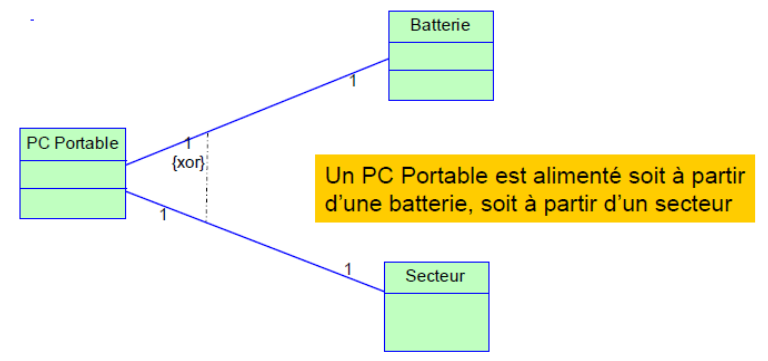 Batterie
1
PC Portable
1
{xor}
Un PC Portable est alimenté soit à partir
d'une batterie, soit à partir d'un secteur
1
1
Secteur